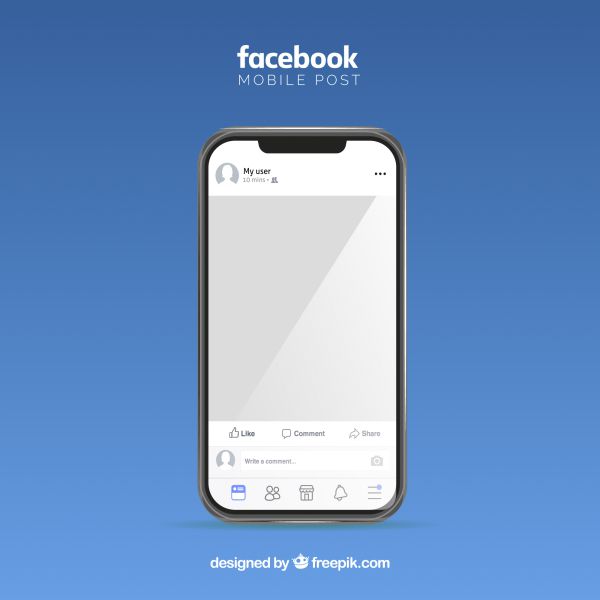 facebook
MOBILE POST
My user
10 mins •
Like
Comment
Share
Write a comment...
designed by freepik.com